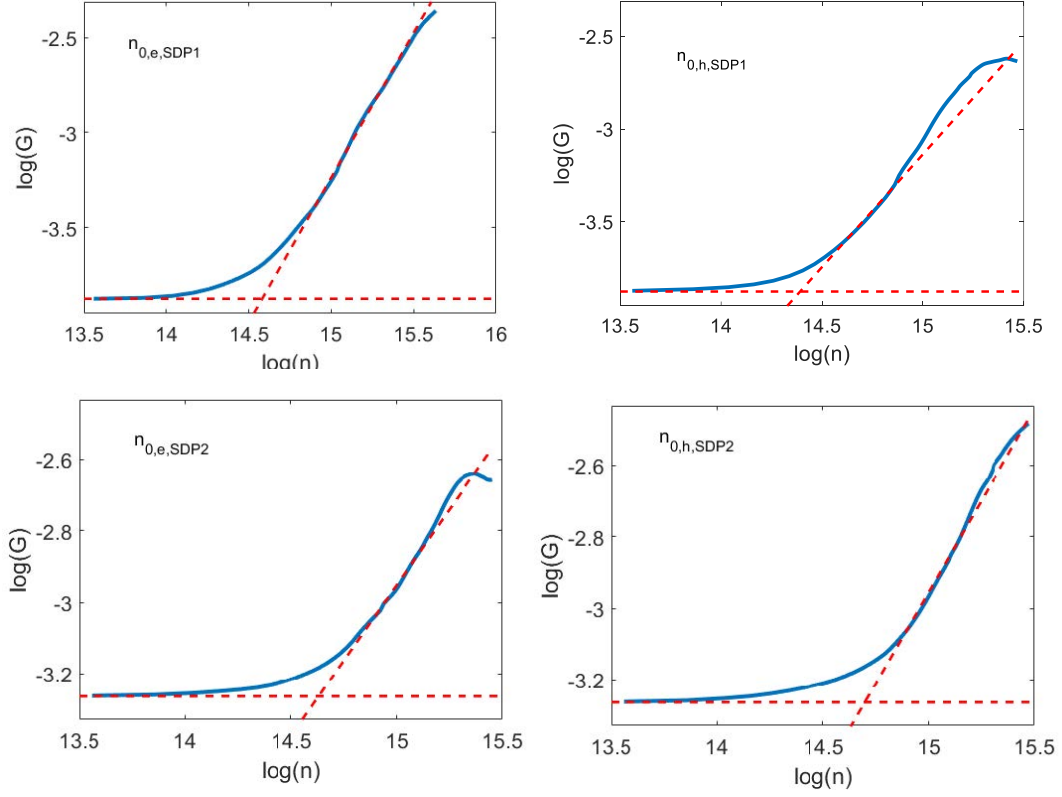 n0,e,SDP1
-2.5
-3
-3.5
log(G)
13.5 14 14.5 15 15.5 16
log(n)
n0,h,SDP1
-2.5
-3
-3.5
log(G)
13.5 14 14.5 15 15.5
log(n)
n0,e,SDP2
-2.6
-2.8
-3
-3.2
log(G)
13.5 14 14.5 15 15.5
log(n)
n0,h,SDP2
-2.6
-2.8
-3
-3.2
log(G)
13.5 14 14.5 15 15.5
log(n)